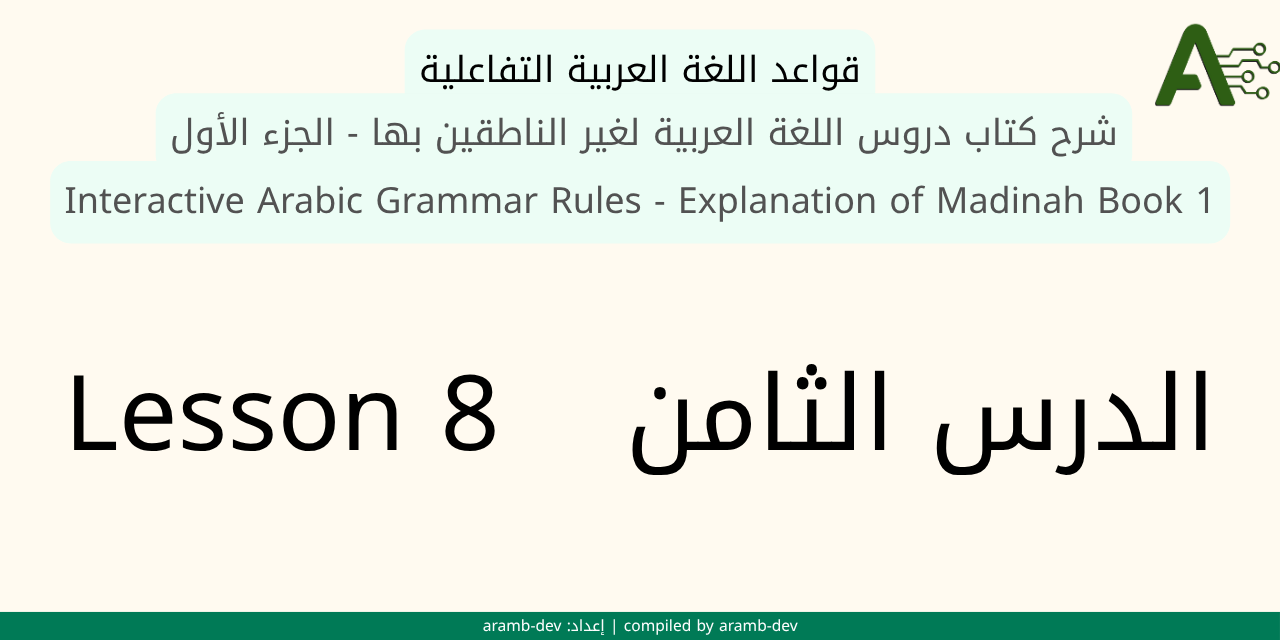 قواعد اللغة العربية التفاعلية
شرح كتاب دروس اللغة العربية لغير الناطقين بها - الجزء الأول
Interactive Arabic Grammar Rules - Explanation of Madinah Book 1
Lesson 8 الدرس الثامن
aramb-dev :إعداد | compiled by aramb-dev